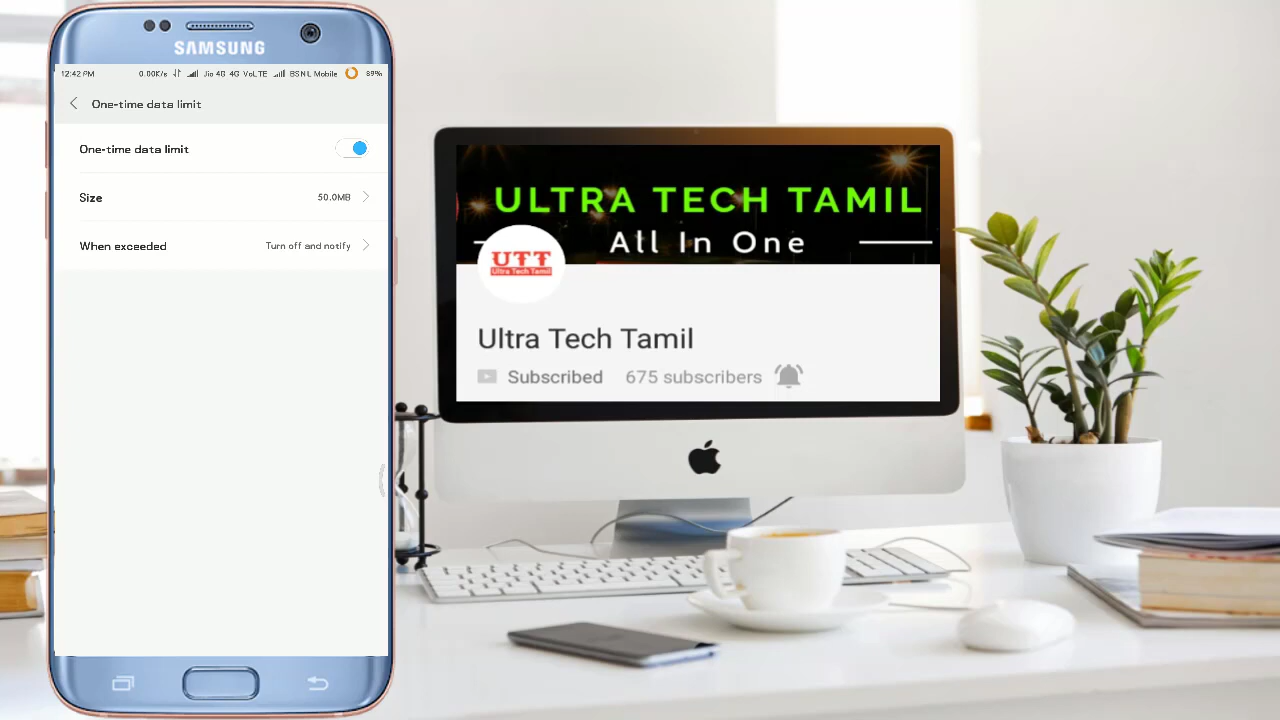 SAMSUNG
12:42 PM 0.00K/s Jio 4G 4G VoLTE BSNL Mobile 89%
One-time data limit
One-time data limit
Size 50.0MB
When exceeded Turn off and notify
ULTRA TECH TAMIL
All In One
UTT
Ultra Tech Tamil
Ultra Tech Tamil
Subscribed 675 subscribers